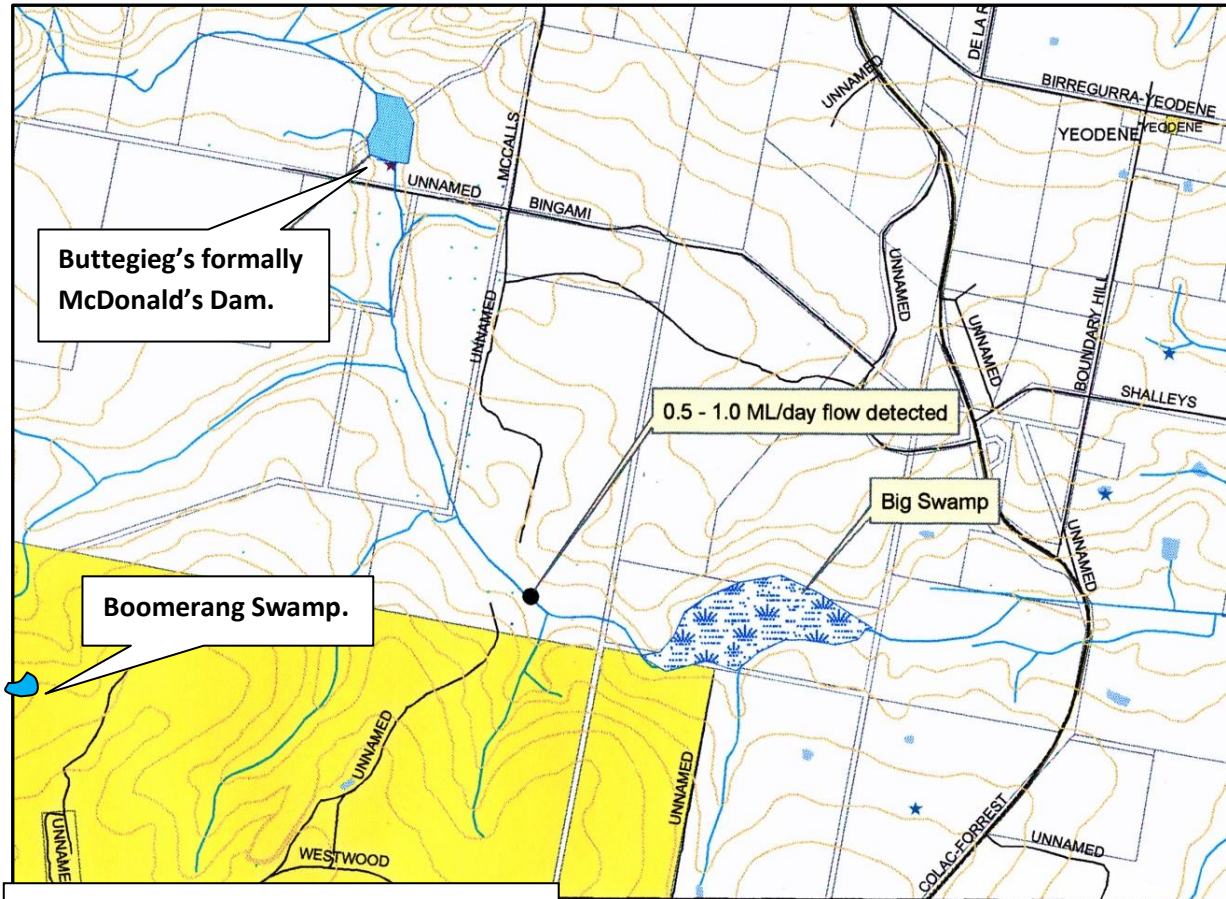 DE LA R
BIRREGURRA-YEODENE
YEODENE
YEODENE
UNNAMED
MCCALLS
UNNAMED
BINGAMI
Buttegieg's formally
McDonald's Dam.
UNNAMED
UNNAMED
UNNAMED
BOUNDARY HILL
SHALLEYS
0.5 - 1.0 ML/day flow detected
Big Swamp
UNNAMED
Boomerang Swamp.
UNNAMED
UNNAMED
UNNAME
WESTWOOD
COLAC-FORREST
UNNAMED